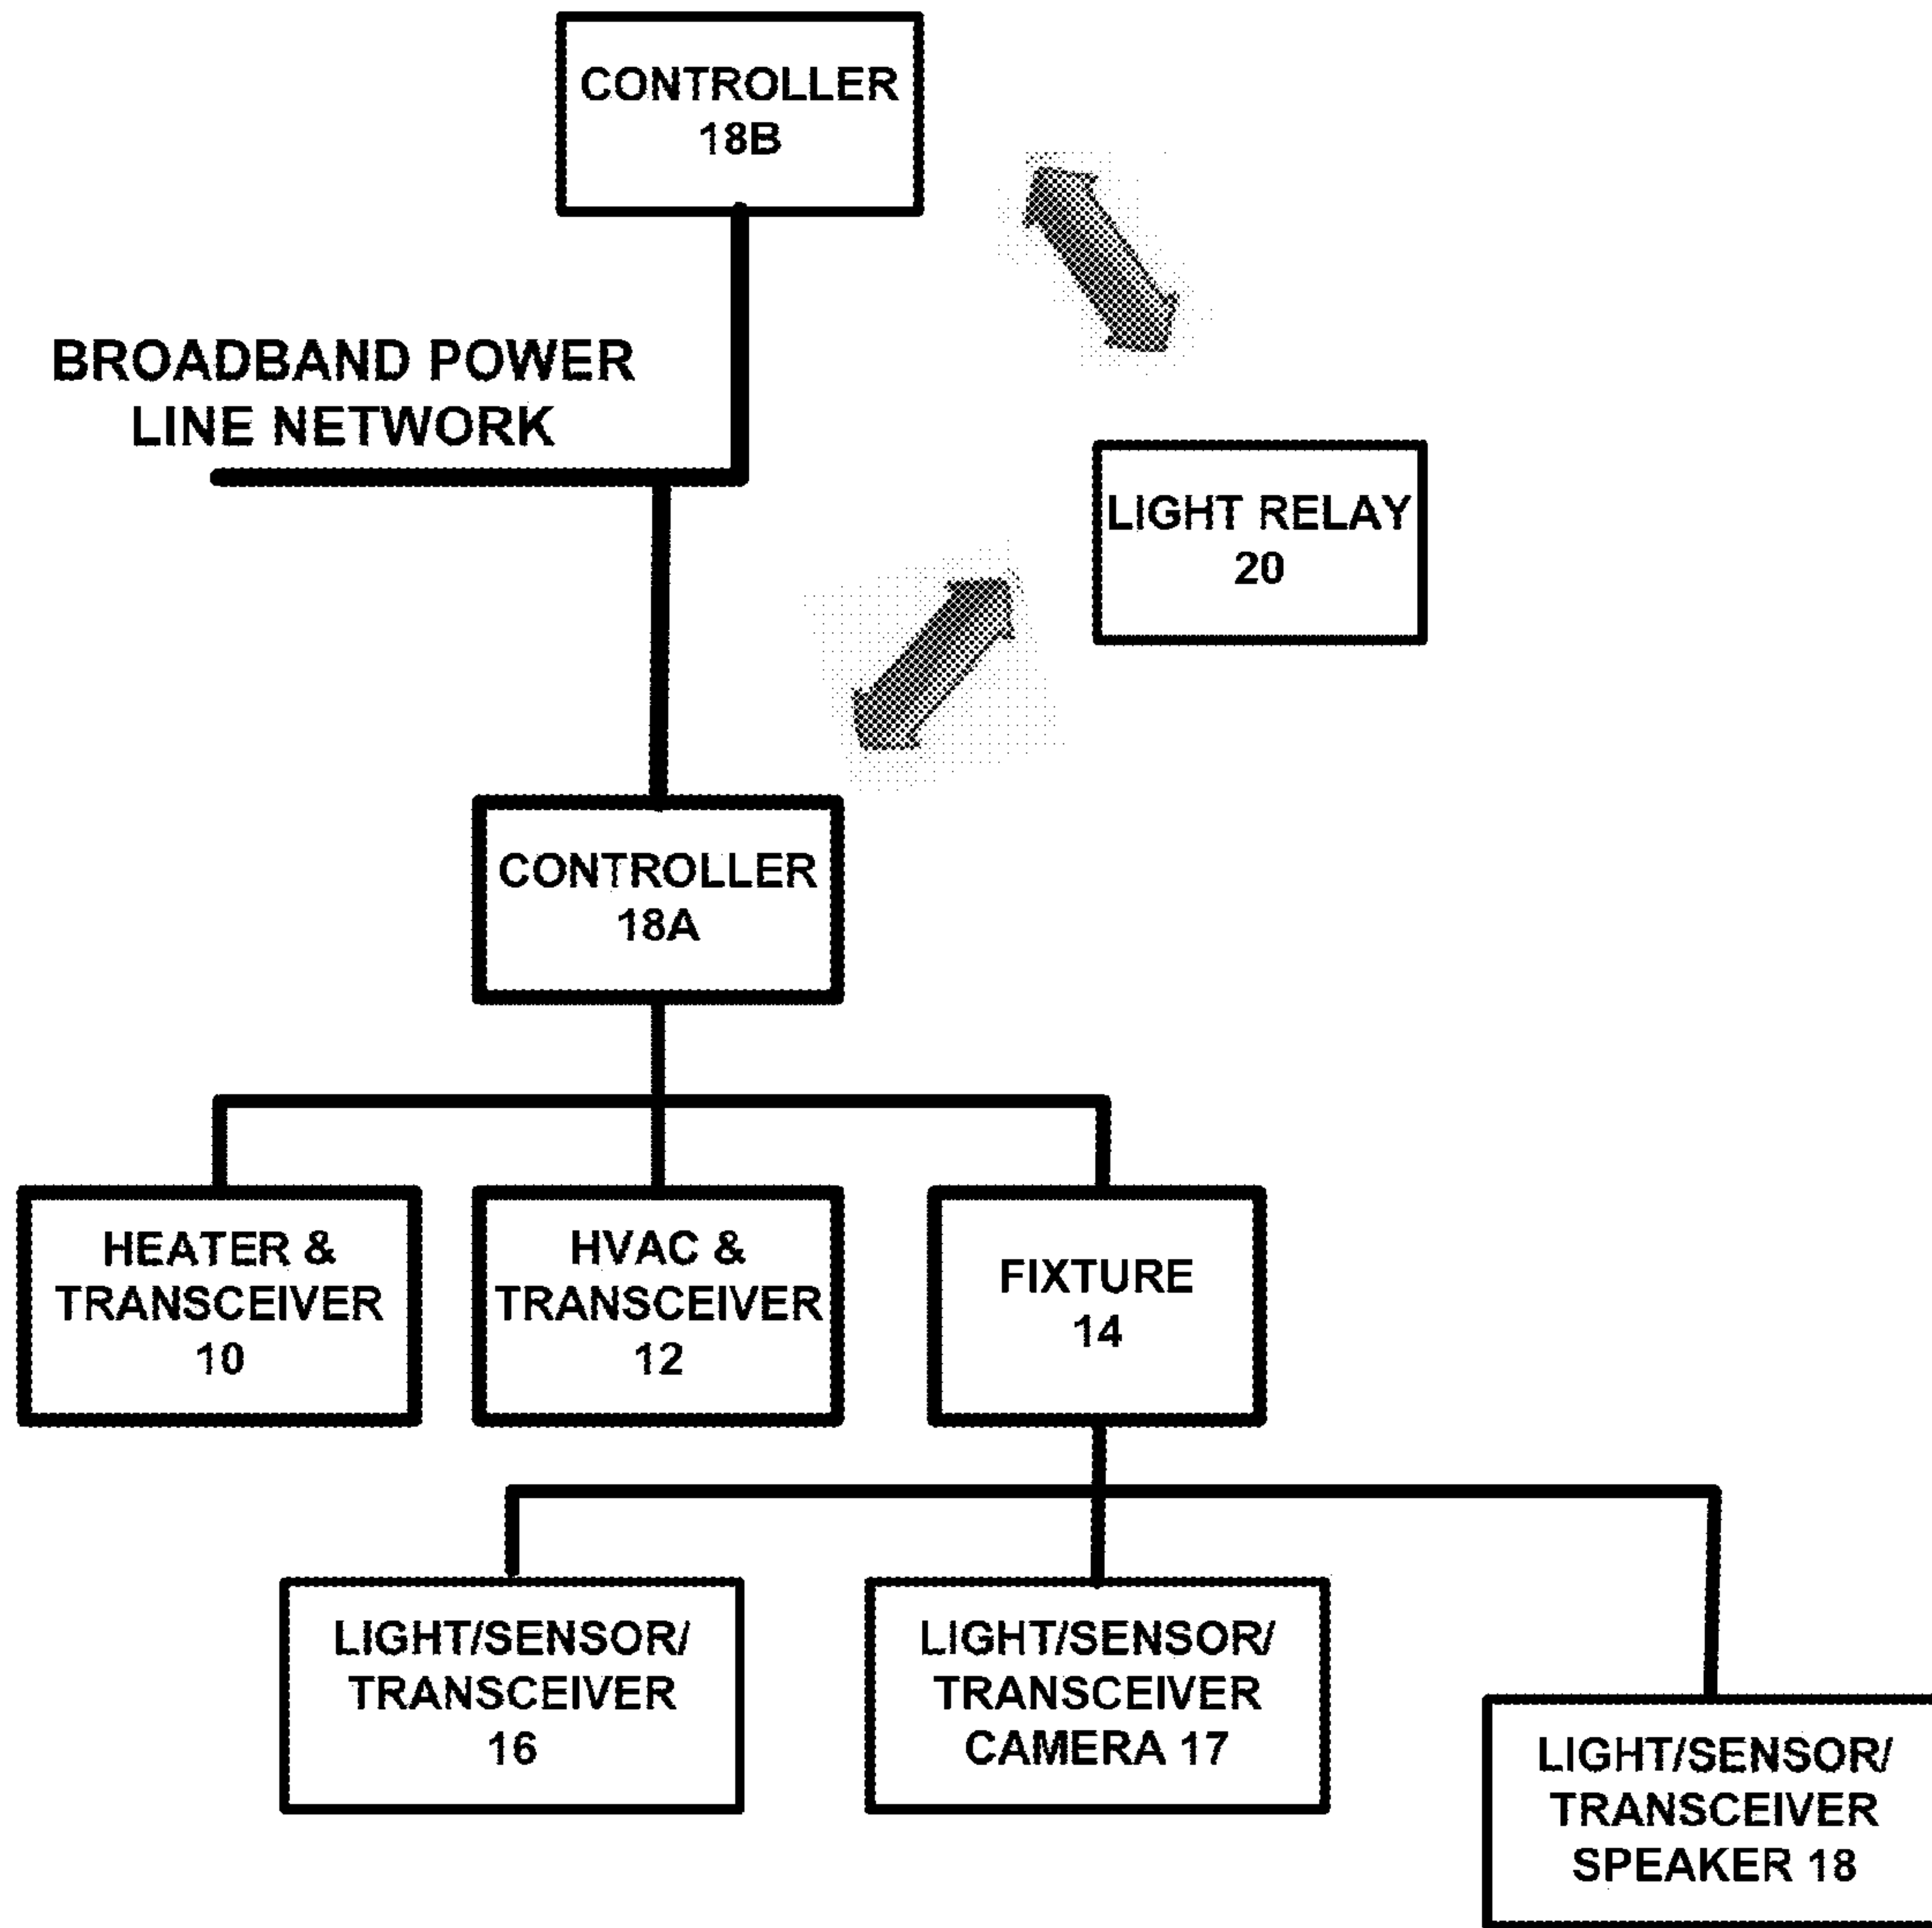 CONTROLLER
18B
BROADBAND POWER
LINE NETWORK
LIGHT RELAY
20
CONTROLLER
18A
HEATER &
TRANSCEIVER
10
HVAC &
TRANSCEIVER
12
FIXTURE
14
LIGHT/SENSOR/
TRANSCEIVER
16
LIGHT/SENSOR/
TRANSCEIVER
CAMERA 17
LIGHT/SENSOR/
TRANSCEIVER
SPEAKER 18